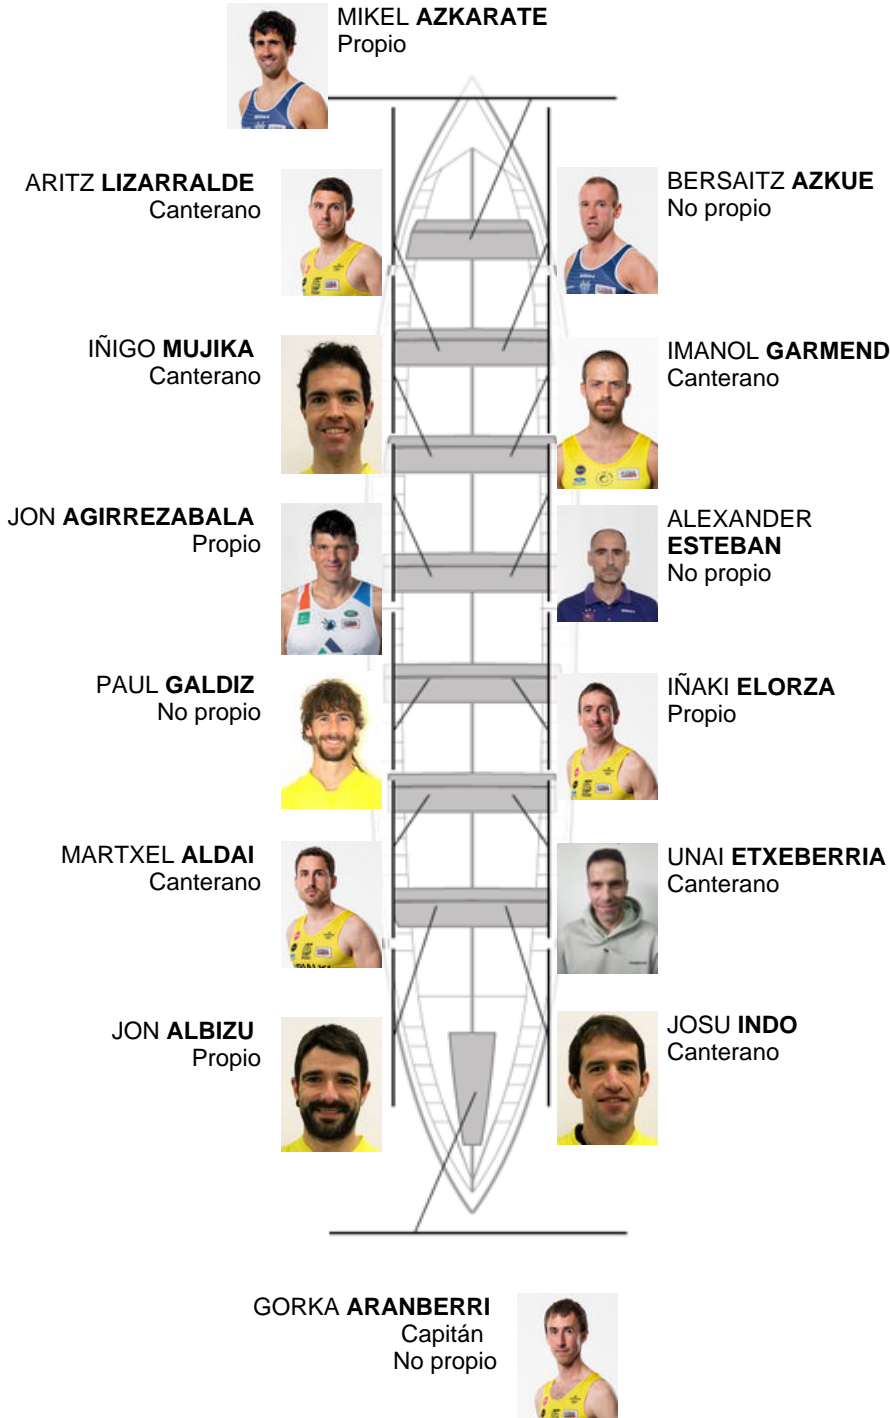 MIKEL AZKARATE
Propio
ARITZ LIZARRALDE
Canterano
BERSAITZ AZKUE
No propio
IÑIGO MUJIKA
Canterano
IMANOL GARMEND
Canterano
JON AGIRREZABALA
Propio
ALEXANDER
ESTEBAN
No propio
PAUL GALDIZ
No propio
IÑAKI ELORZA
Propio
MARTXEL ALDAI
Canterano
UNAI ETXEBERRIA
Canterano
JON ALBIZU
Propio
JOSU INDO
Canterano
GORKA ARANBERRI
Capitán
No propio